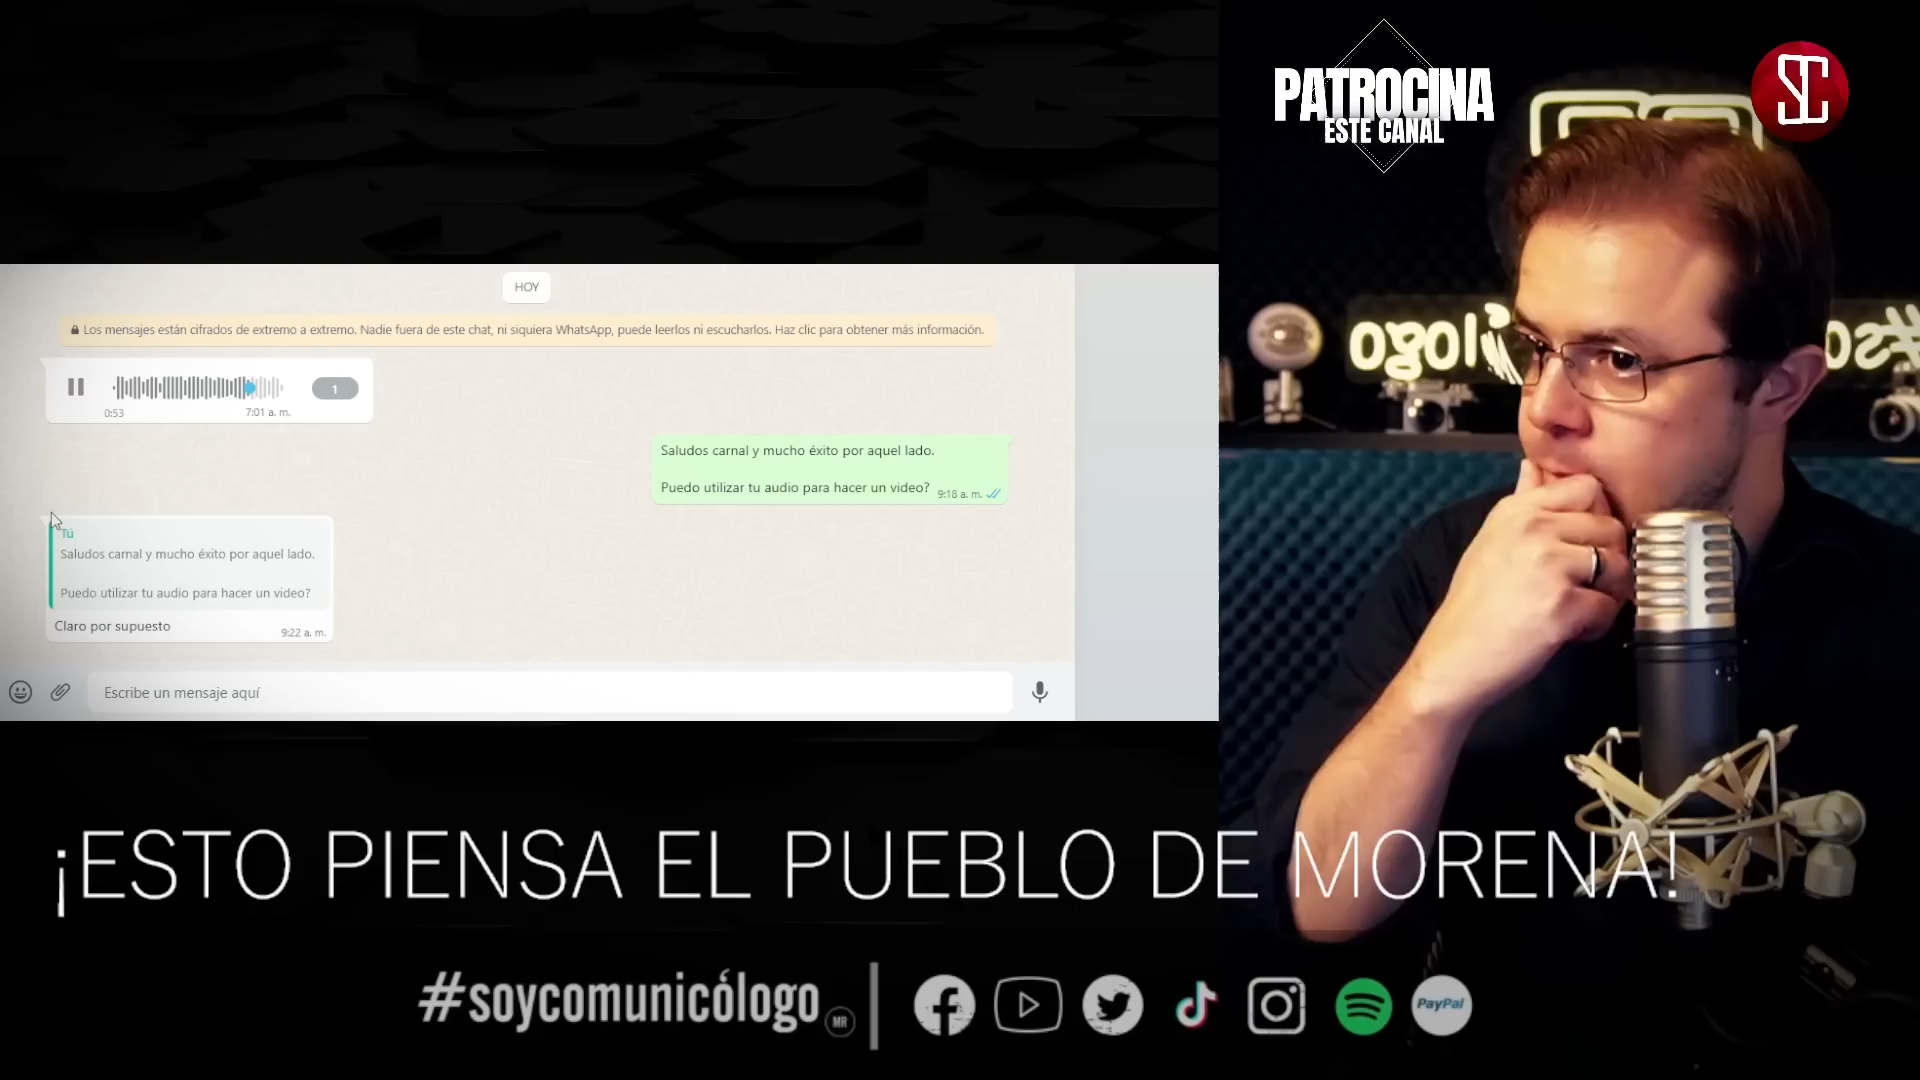 PATROCINA
ESTE CANAL
SC
HOY
Los mensajes están cifrados de extremo a extremo. Nadie fuera de este chat, ni siquiera WhatsApp, puede leerlos ni escucharlos. Haz clic para obtener más información.
1
0:53
7:01 a. m.
Saludos carnal y mucho éxito por aquel lado.
Puedo utilizar tu audio para hacer un video?
9:18 a. m.
Tú
Saludos carnal y mucho éxito por aquel lado.
Puedo utilizar tu audio para hacer un video?
Claro por supuesto
9:22 a. m.
Escribe un mensaje aquí
¡ESTO PIENSA EL PUEBLO DE MORENA!
#soycomunicólogo
MR
PayPal